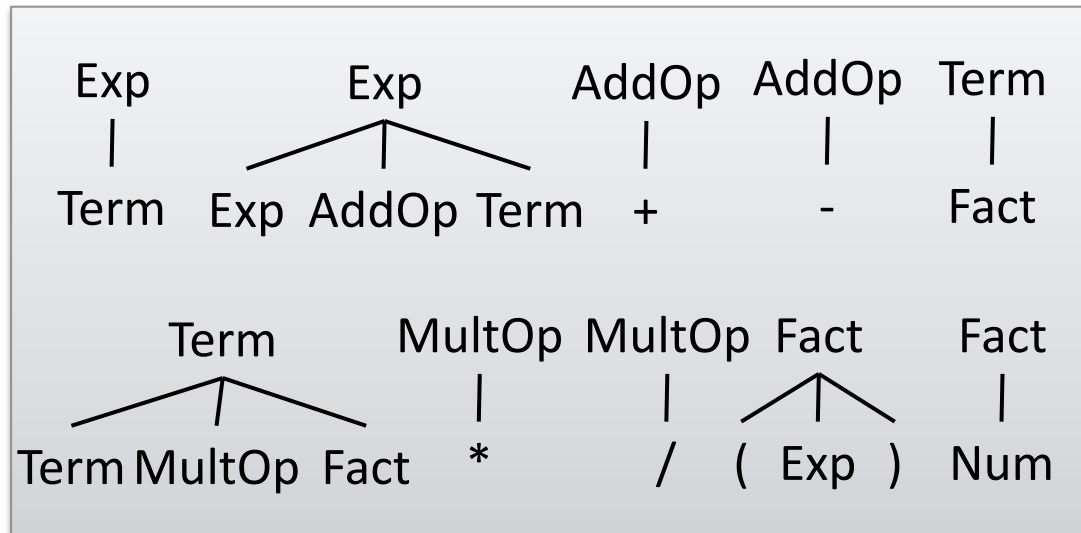 Exp Exp AddOp AddOp Term
Term Exp AddOp Term + - Fact
Term MultOp MultOp Fact Fact
Term MultOp Fact * / ( Exp ) Num